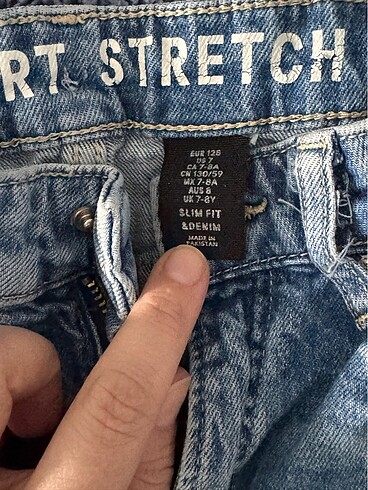 RT STRETCH
EUR 128
US 7
CA 7-8A
CN 130/59
MX 7-8A
AUS 8
UK 7-8Y
SLIM FIT
&DENIM
MADE IN
PAKISTAN